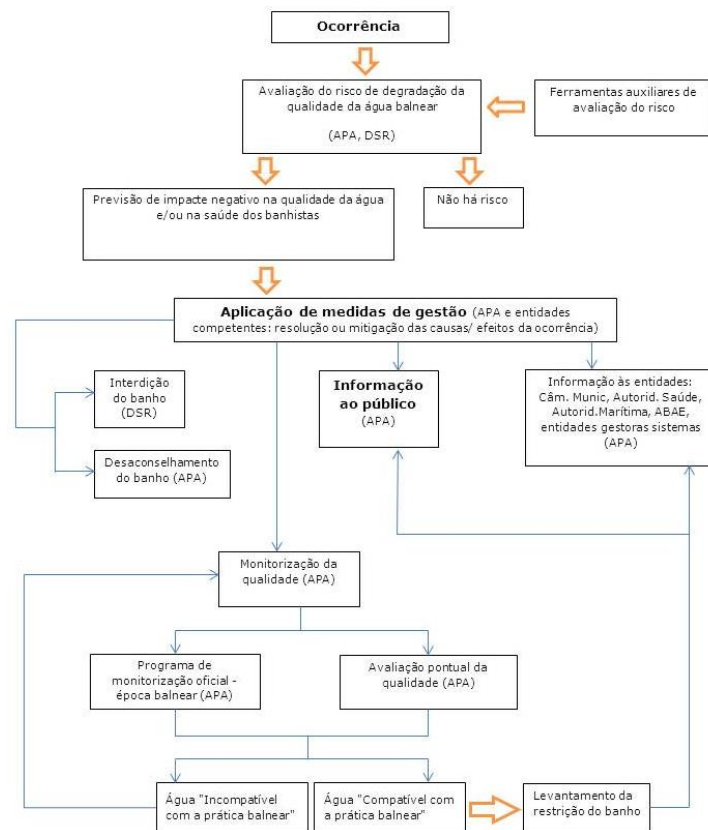 Ocorrência
Avaliação do risco de degradação da
qualidade da água balnear
(APA, DSR)
Ferramentas auxiliares de
avaliação do risco
Previsão de impacte negativo na qualidade da água
e/ou na saúde dos banhistas
Não há risco
Aplicação de medidas de gestão (APA e entidades
competentes: resolução ou mitigação das causas/ efeitos da ocorrência)
Interdição
do banho
(DSR)
Desaconselhamento
do banho (APA)
Informação
ao público
(APA)
Informação às entidades:
Câm. Munic, Autorid. Saúde,
Autorid.Marítima, ABAE,
entidades gestoras sistemas
(APA)
Monitorização da
qualidade (APA)
Programa de
monitorização oficial -
época balnear (APA)
Avaliação pontual da
qualidade (APA)
Água "Incompatível
com a prática balnear"
Água "Compatível com
a prática balnear"
Levantamento da
restrição do banho